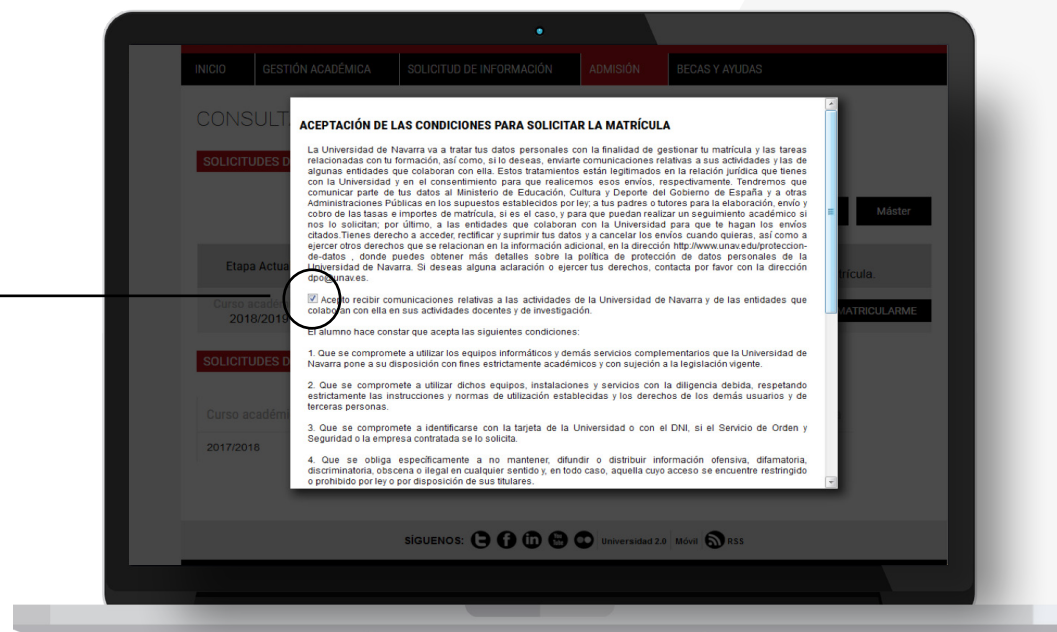 INICIO GESTIÓN ACADÉMICA SOLICITUD DE INFORMACIÓN ADMISIÓN BECAS Y AYUDAS
CONSULT
ACEPTACIÓN DE LAS CONDICIONES PARA SOLICITAR LA MATRÍCULA
La Universidad de Navarra va a tratar tus datos personales con la finalidad de gestionar tu matrícula y las tareas
relacionadas con tu formación, así como, si lo deseas, enviarte comunicaciones relativas a sus actividades y las de
algunas entidades que colaboran con ella. Estos tratamientos están legitimados en la relación jurídica que tienes
con la Universidad y en el consentimiento para que realicemos esos envíos, respectivamente. Tendremos que
comunicar parte de tus datos al Ministerio de Educación, Cultura y Deporte del Gobierno de España y a otras
Administraciones Públicas en los supuestos establecidos por ley; a tus padres o tutores para la elaboración, envío y
cobro de las tasas e importes de matrícula, si es el caso, y para que puedan realizar un seguimiento académico si
nos lo solicitan; por último, a las entidades que colaboran con la Universidad para que te hagan los envíos
citados.Tienes derecho a acceder, rectificar y suprimir tus datos y a cancelar los envíos cuando quieras, así como a
ejercer otros derechos que se relacionan en la información adicional, en la dirección http://www.unav.edu/proteccion-
de-datos , donde puedes obtener más detalles sobre la política de protección de datos personales de la
Universidad de Navarra. Si deseas alguna aclaración o ejercer tus derechos, contacta por favor con la dirección
dpo@unav.es.
Acepto recibir comunicaciones relativas a las actividades de la Universidad de Navarra y de las entidades que
colaboran con ella en sus actividades docentes y de investigación.
El alumno hace constar que acepta las siguientes condiciones:
1. Que se compromete a utilizar los equipos informáticos y demás servicios complementarios que la Universidad de
Navarra pone a su disposición con fines estrictamente académicos y con sujeción a la legislación vigente.
2. Que se compromete a utilizar dichos equipos, instalaciones y servicios con la diligencia debida, respetando
estrictamente las instrucciones y normas de utilización establecidas y los derechos de los demás usuarios y de
terceras personas.
3. Que se compromete a identificarse con la tarjeta de la Universidad o con el DNI, si el Servicio de Orden y
Seguridad o la empresa contratada se lo solicita.
4. Que se obliga específicamente a no mantener, difundir o distribuir información ofensiva, difamatoria,
discriminatoria, obscena o ilegal en cualquier sentido y, en todo caso, aquella cuyo acceso se encuentre restringido
o prohibido por ley o por disposición de sus titulares.
SOLICITUDES D
Máster
Etapa Actua
trícula.
Curso académi
2018/2019
MATRICULARME
SOLICITUDES D
Curso académi
2017/2018
SÍGUENOS: You Tube Universidad 2.0 Móvil RSS